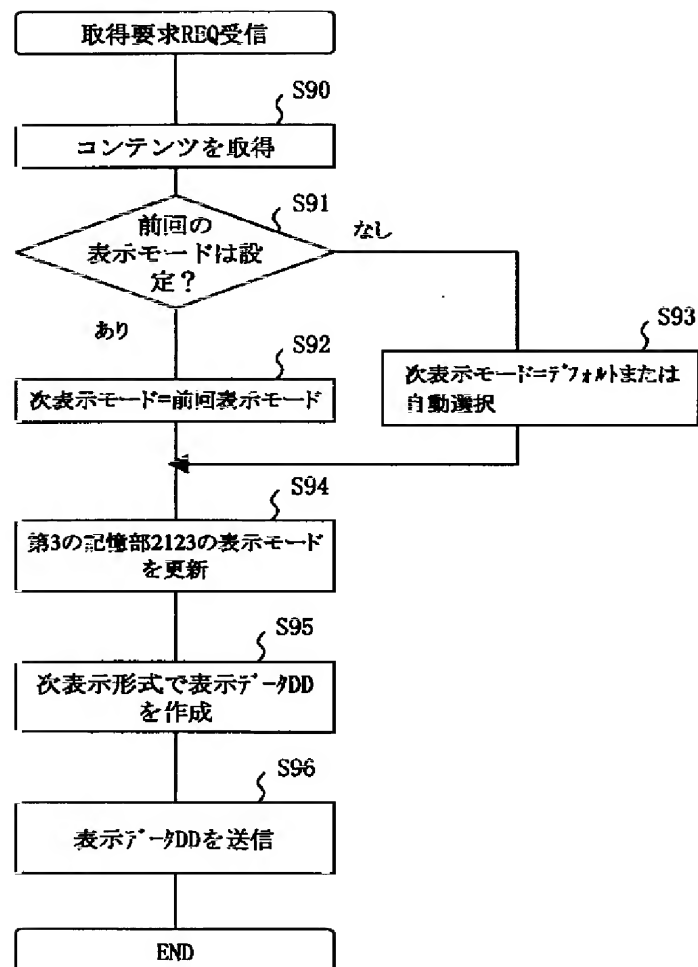 取得要求REQ受信
S90
コンテンツを取得
S91
前回の
表示モードは設
定？
なし
あり
S92
次表示モード=前回表示モード
S93
次表示モード=ﾃﾞﾌｫﾙﾄまたは
自動選択
S94
第3の記憶部2123の表示モード
を更新
S95
次表示形式で表示ﾃﾞｰﾀDD
を作成
S96
表示ﾃﾞｰﾀDDを送信
END